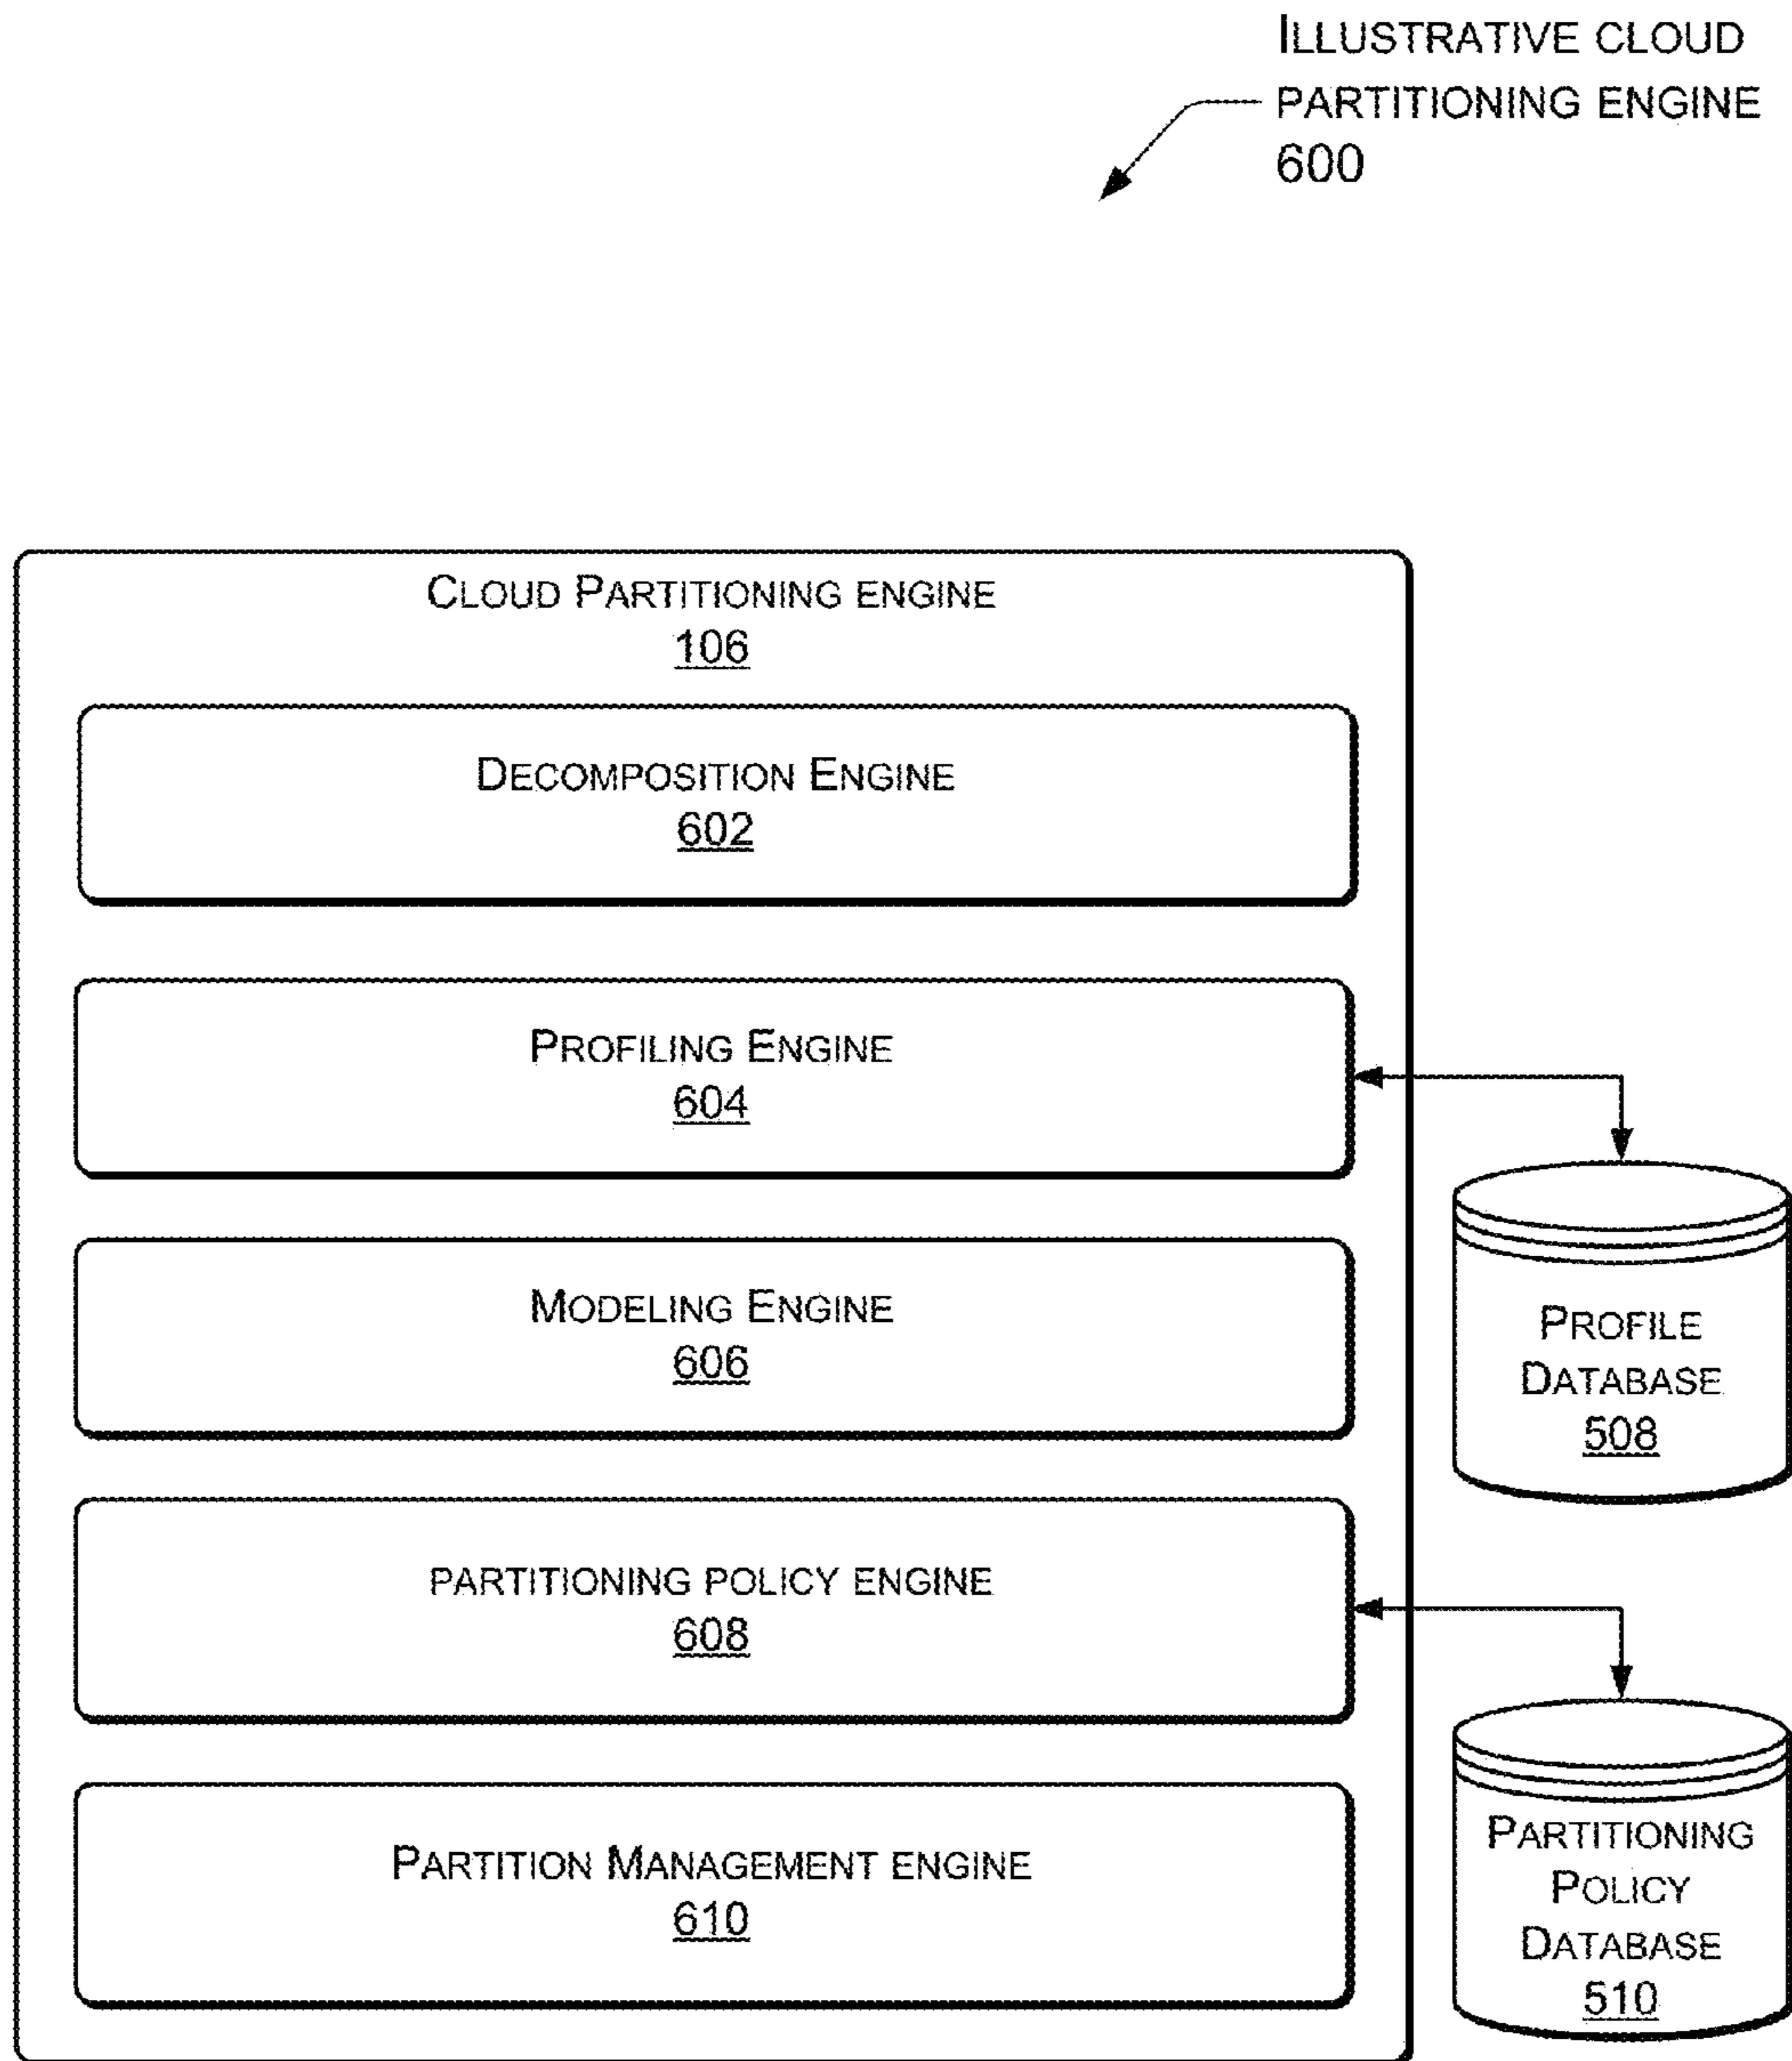 ILLUSTRATIVE CLOUD
PARTITIONING ENGINE
600
CLOUD PARTITIONING ENGINE
106
DECOMPOSITION ENGINE
602
PROFILING ENGINE
604
MODELING ENGINE
606
PROFILE
DATABASE
508
PARTITIONING POLICY ENGINE
608
PARTITION MANAGEMENT ENGINE
610
PARTITIONING
POLICY
DATABASE
510